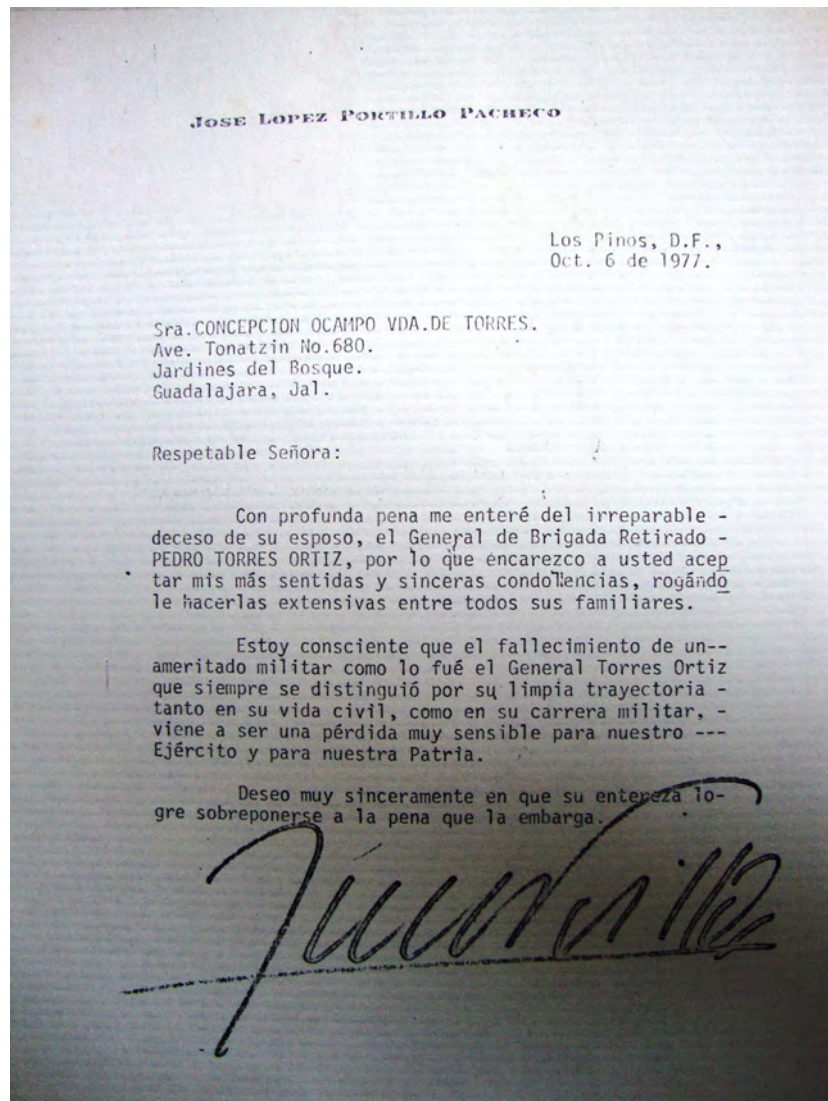 JOSE LOPEZ PORTILLO PACHECO
Los Pinos, D.F.,
Oct. 6 de 1977.
Sra.CONCEPCION OCAMPO VDA.DE TORRES.
Ave. Tonatzin No.680.
Jardines del Bosque.
Guadalajara, Jal.
Respetable Señora:
Con profunda pena me enteré del irreparable -
deceso de su esposo, el General de Brigada Retirado -
PEDRO TORRES ORTIZ, por lo que encarezco a usted acep
tar mis más sentidas y sinceras condolencias, rogándo
le hacerlas extensivas entre todos sus familiares.
Estoy consciente que el fallecimiento de un--
ameritado militar como lo fué el General Torres Ortiz
que siempre se distinguió por su limpia trayectoria -
tanto en su vida civil, como en su carrera militar, -
viene a ser una pérdida muy sensible para nuestro ---
Ejército y para nuestra Patria.
Deseo muy sinceramente en que su entereza lo-
gre sobreponerse a la pena que la embarga.